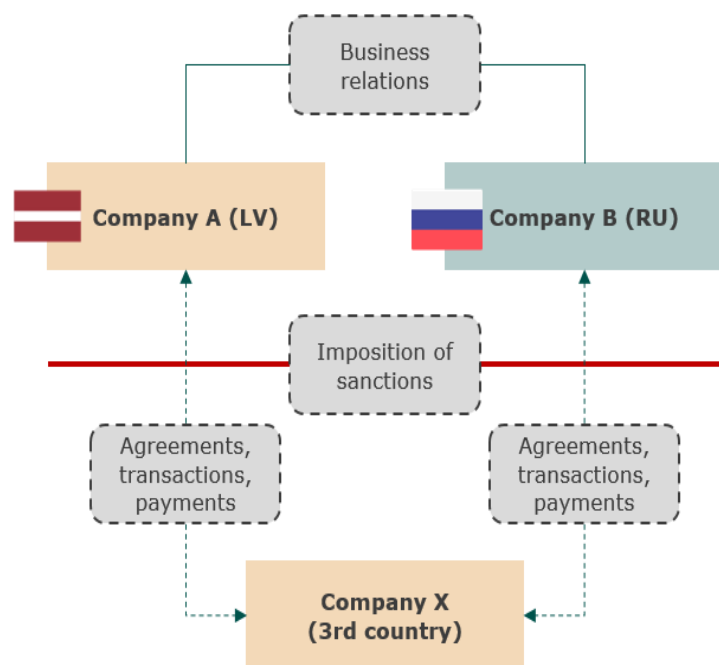 Business
relations
Company A (LV)
Company B (RU)
Imposition of
sanctions
Agreements,
transactions,
payments
Agreements,
transactions,
payments
Company X
(3rd country)